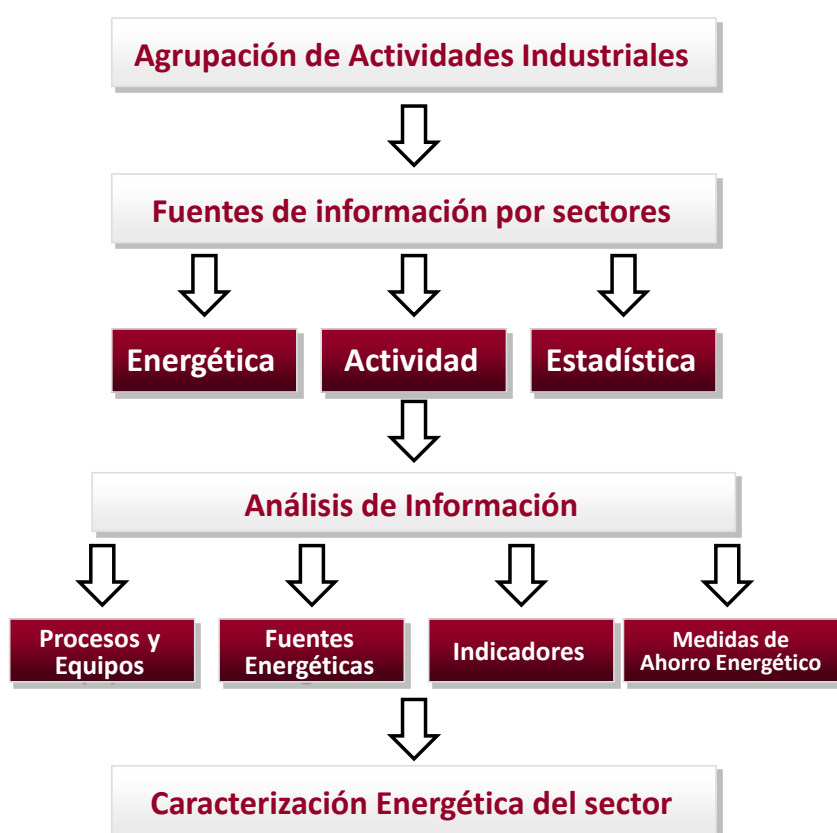 Agrupación de Actividades Industriales
Fuentes de información por sectores
Energética
Actividad
Estadística
Análisis de Información
Procesos y
Equipos
Fuentes
Energéticas
Indicadores
Medidas de
Ahorro Energético
Caracterización Energética del sector